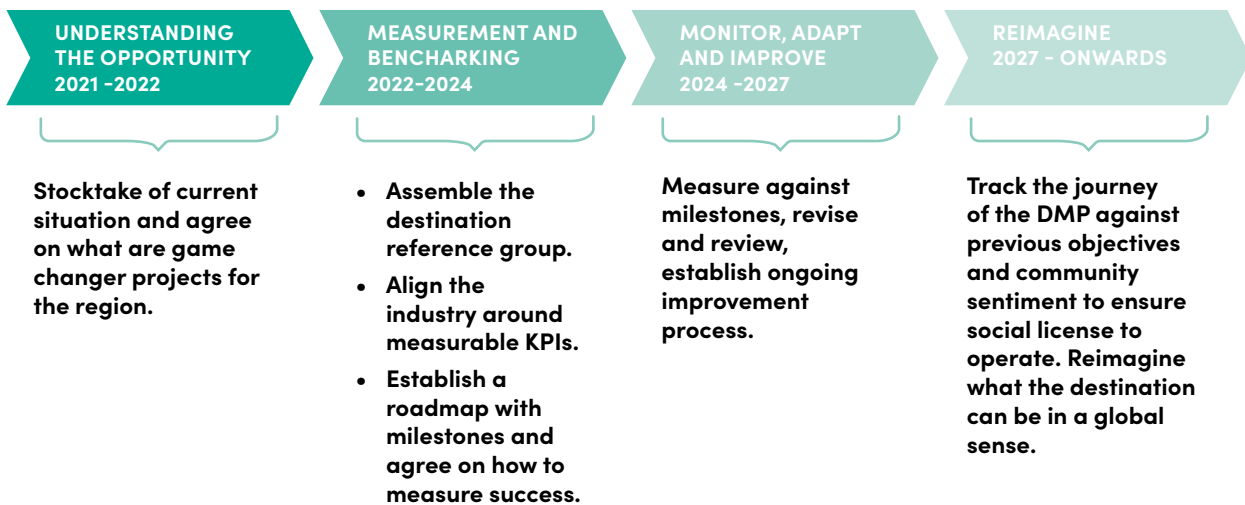 UNDERSTANDING
THE OPPORTUNITY
2021 -2022
MEASUREMENT AND
BENCHARKING
2022-2024
MONITOR, ADAPT
AND IMPROVE
2024 -2027
REIMAGINE
2027 - ONWARDS
Stocktake of current
situation and agree
on what are game
changer projects for
the region.
• Assemble the
destination
reference group.
• Align the
industry around
measurable KPIs.
• Establish a
roadmap with
milestones and
agree on how to
measure success.
Measure against
milestones, revise
and review,
establish ongoing
improvement
process.
Track the journey
of the DMP against
previous objectives
and community
sentiment to ensure
social license to
operate. Reimagine
what the destination
can be in a global
sense.